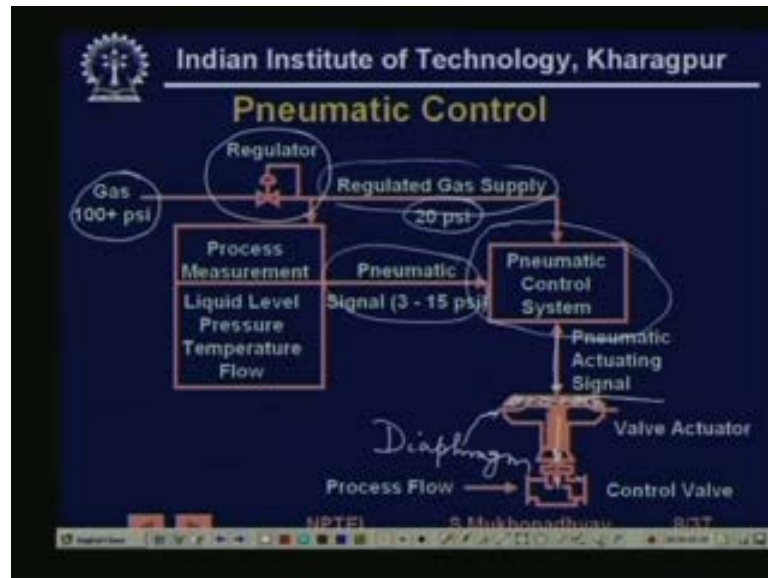 Indian Institute of Technology, Kharagpur
Pneumatic Control
Regulator
Gas
100+ psi
Regulated Gas Supply
20 psi
Process
Measurement
Liquid Level
Pressure
Temperature
Flow
Pneumatic
Signal (3 - 15 psi)
Pneumatic
Control
System
Pneumatic
Actuating
Signal
Diaphragm
Valve Actuator
Process Flow
Control Valve
NPTEL
S.Mukhopadhyay
8/37